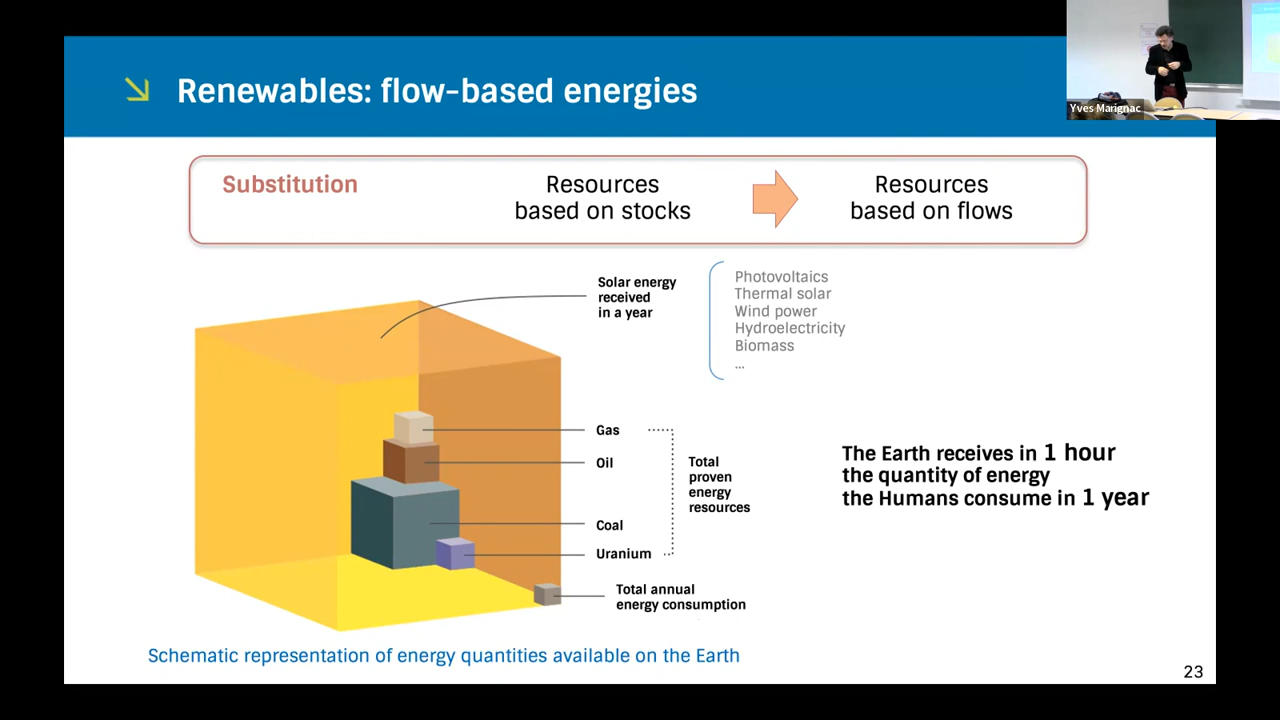 Renewables: flow-based energies
Yves Marignac
Substitution
Resources
based on stocks
Resources
based on flows
Solar energy
received
in a year
Photovoltaics
Thermal solar
Wind power
Hydroelectricity
Biomass
...
Gas
Oil
Coal
Uranium
Total
proven
energy
resources
Total annual
energy consumption
The Earth receives in 1 hour
the quantity of energy
the Humans consume in 1 year
Schematic representation of energy quantities available on the Earth
23